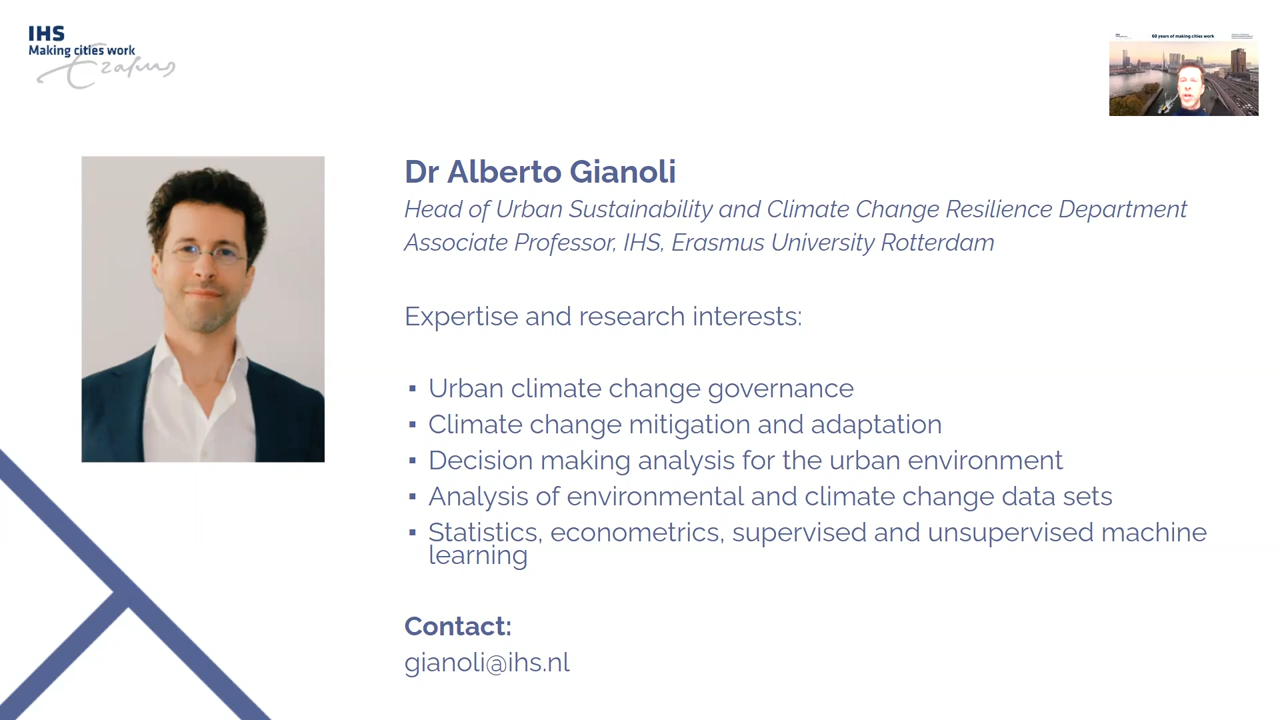 IHS
Making cities work
Erasmus
60 years of making cities work
Dr Alberto Gianoli
Head of Urban Sustainability and Climate Change Resilience Department
Associate Professor, IHS, Erasmus University Rotterdam
Expertise and research interests:
▪ Urban climate change governance
▪ Climate change mitigation and adaptation
▪ Decision making analysis for the urban environment
▪ Analysis of environmental and climate change data sets
▪ Statistics, econometrics, supervised and unsupervised machine
learning
Contact:
gianoli@ihs.nl